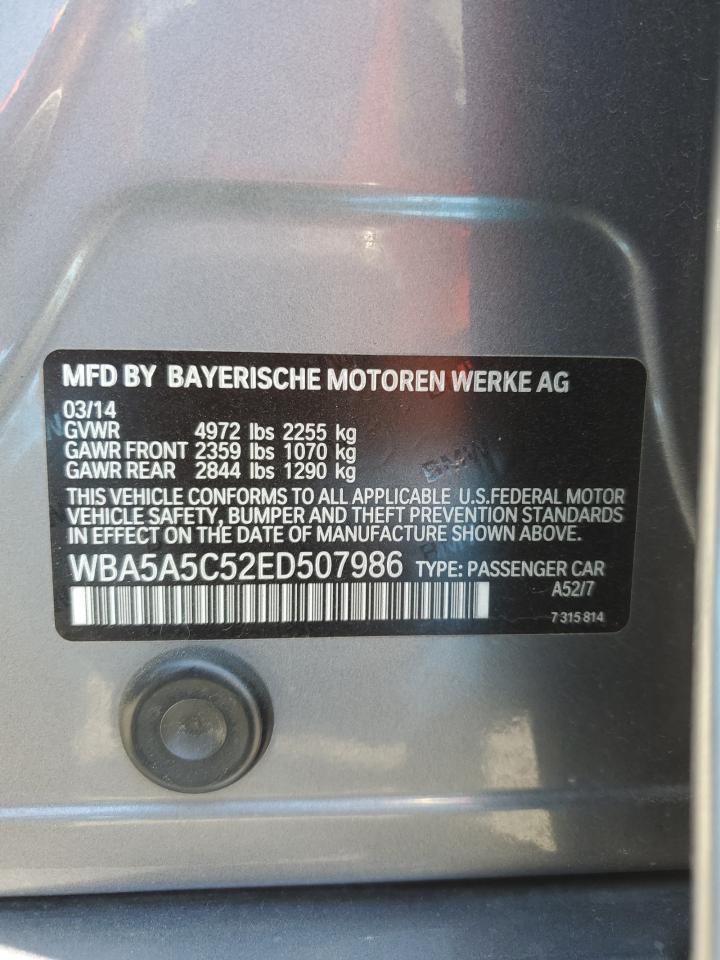 MFD BY BAYERISCHE MOTOREN WERKE AG
03/14
GVWR 4972 lbs 2255 kg
GAWR FRONT 2359 lbs 1070 kg
GAWR REAR 2844 lbs 1290 kg
THIS VEHICLE CONFORMS TO ALL APPLICABLE U.S.FEDERAL MOTOR
VEHICLE SAFETY, BUMPER AND THEFT PREVENTION STANDARDS
IN EFFECT ON THE DATE OF MANUFACTURE SHOWN ABOVE.
WBA5A5C52ED507986 TYPE: PASSENGER CAR
A52/7
7 315 814